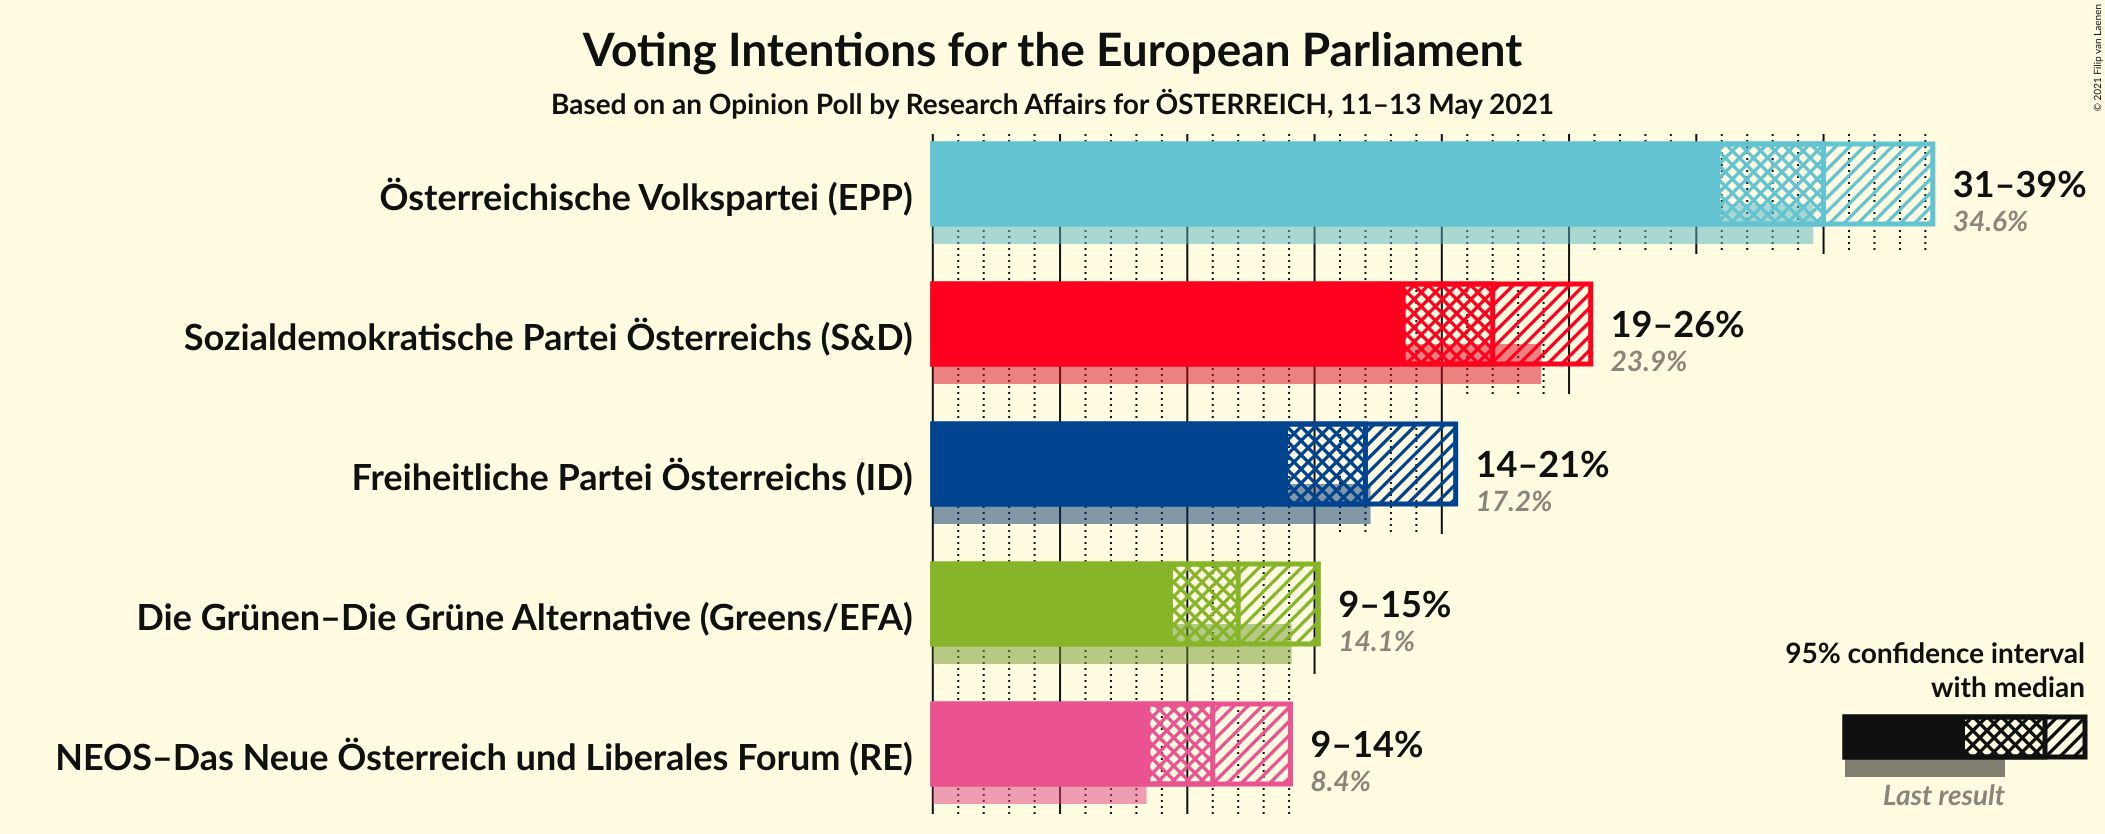 Voting Intentions for the European Parliament
Based on an Opinion Poll by Research Affairs for ÖSTERREICH, 11–13 May 2021
© 2021 Filip van Laenen
Österreichische Volkspartei (EPP)
31–39%
34.6%
Sozialdemokratische Partei Österreichs (S&D)
19–26%
23.9%
Freiheitliche Partei Österreichs (ID)
14–21%
17.2%
Die Grünen–Die Grüne Alternative (Greens/EFA)
9–15%
14.1%
NEOS–Das Neue Österreich und Liberales Forum (RE)
9–14%
8.4%
95% confidence interval
with median
Last result